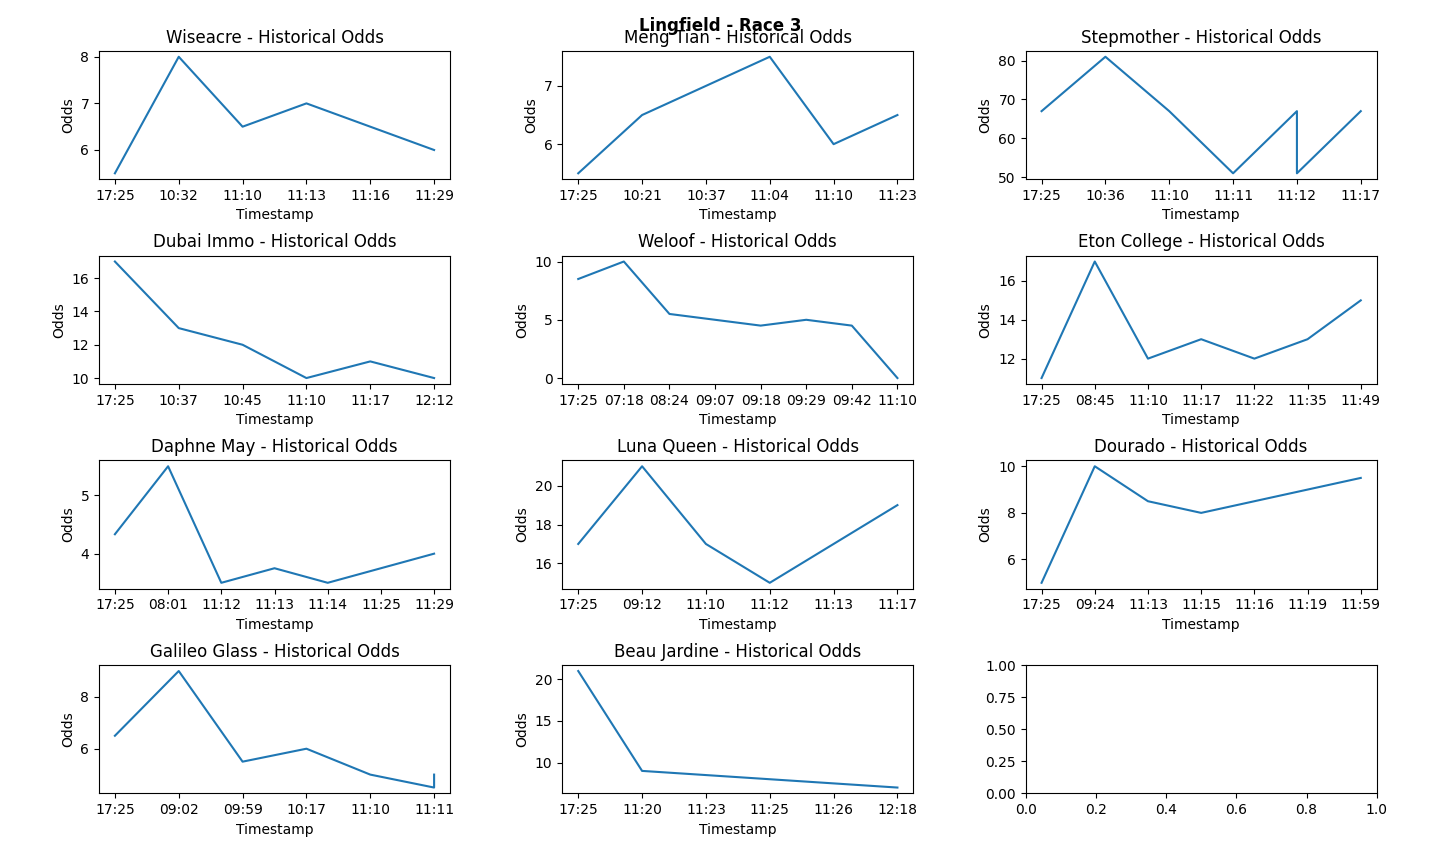 Lingfield - Race 3
Wiseacre - Historical Odds
8
7
6
Odds
17:25 10:32 11:10 11:13 11:16 11:29
Timestamp
Meng Tian - Historical Odds
7
6
Odds
17:25 10:21 10:37 11:04 11:10 11:23
Timestamp
Stepmother - Historical Odds
80
70
60
50
Odds
17:25 10:36 11:10 11:11 11:12 11:17
Timestamp
Dubai Immo - Historical Odds
16
14
12
10
Odds
17:25 10:37 10:45 11:10 11:17 12:12
Timestamp
Weloof - Historical Odds
10
5
0
Odds
17:25 07:18 08:24 09:07 09:18 09:29 09:42 11:10
Timestamp
Eton College - Historical Odds
16
14
12
Odds
17:25 08:45 11:10 11:17 11:22 11:35 11:49
Timestamp
Daphne May - Historical Odds
5
4
Odds
17:25 08:01 11:12 11:13 11:14 11:25 11:29
Timestamp
Luna Queen - Historical Odds
20
18
16
Odds
17:25 09:12 11:10 11:12 11:13 11:17
Timestamp
Dourado - Historical Odds
10
8
6
Odds
17:25 09:24 11:13 11:15 11:16 11:19 11:59
Timestamp
Galileo Glass - Historical Odds
8
6
Odds
17:25 09:02 09:59 10:17 11:10 11:11
Timestamp
Beau Jardine - Historical Odds
20
15
10
Odds
17:25 11:20 11:23 11:25 11:26 12:18
Timestamp
1.00
0.75
0.50
0.25
0.00
0.0 0.2 0.4 0.6 0.8 1.0